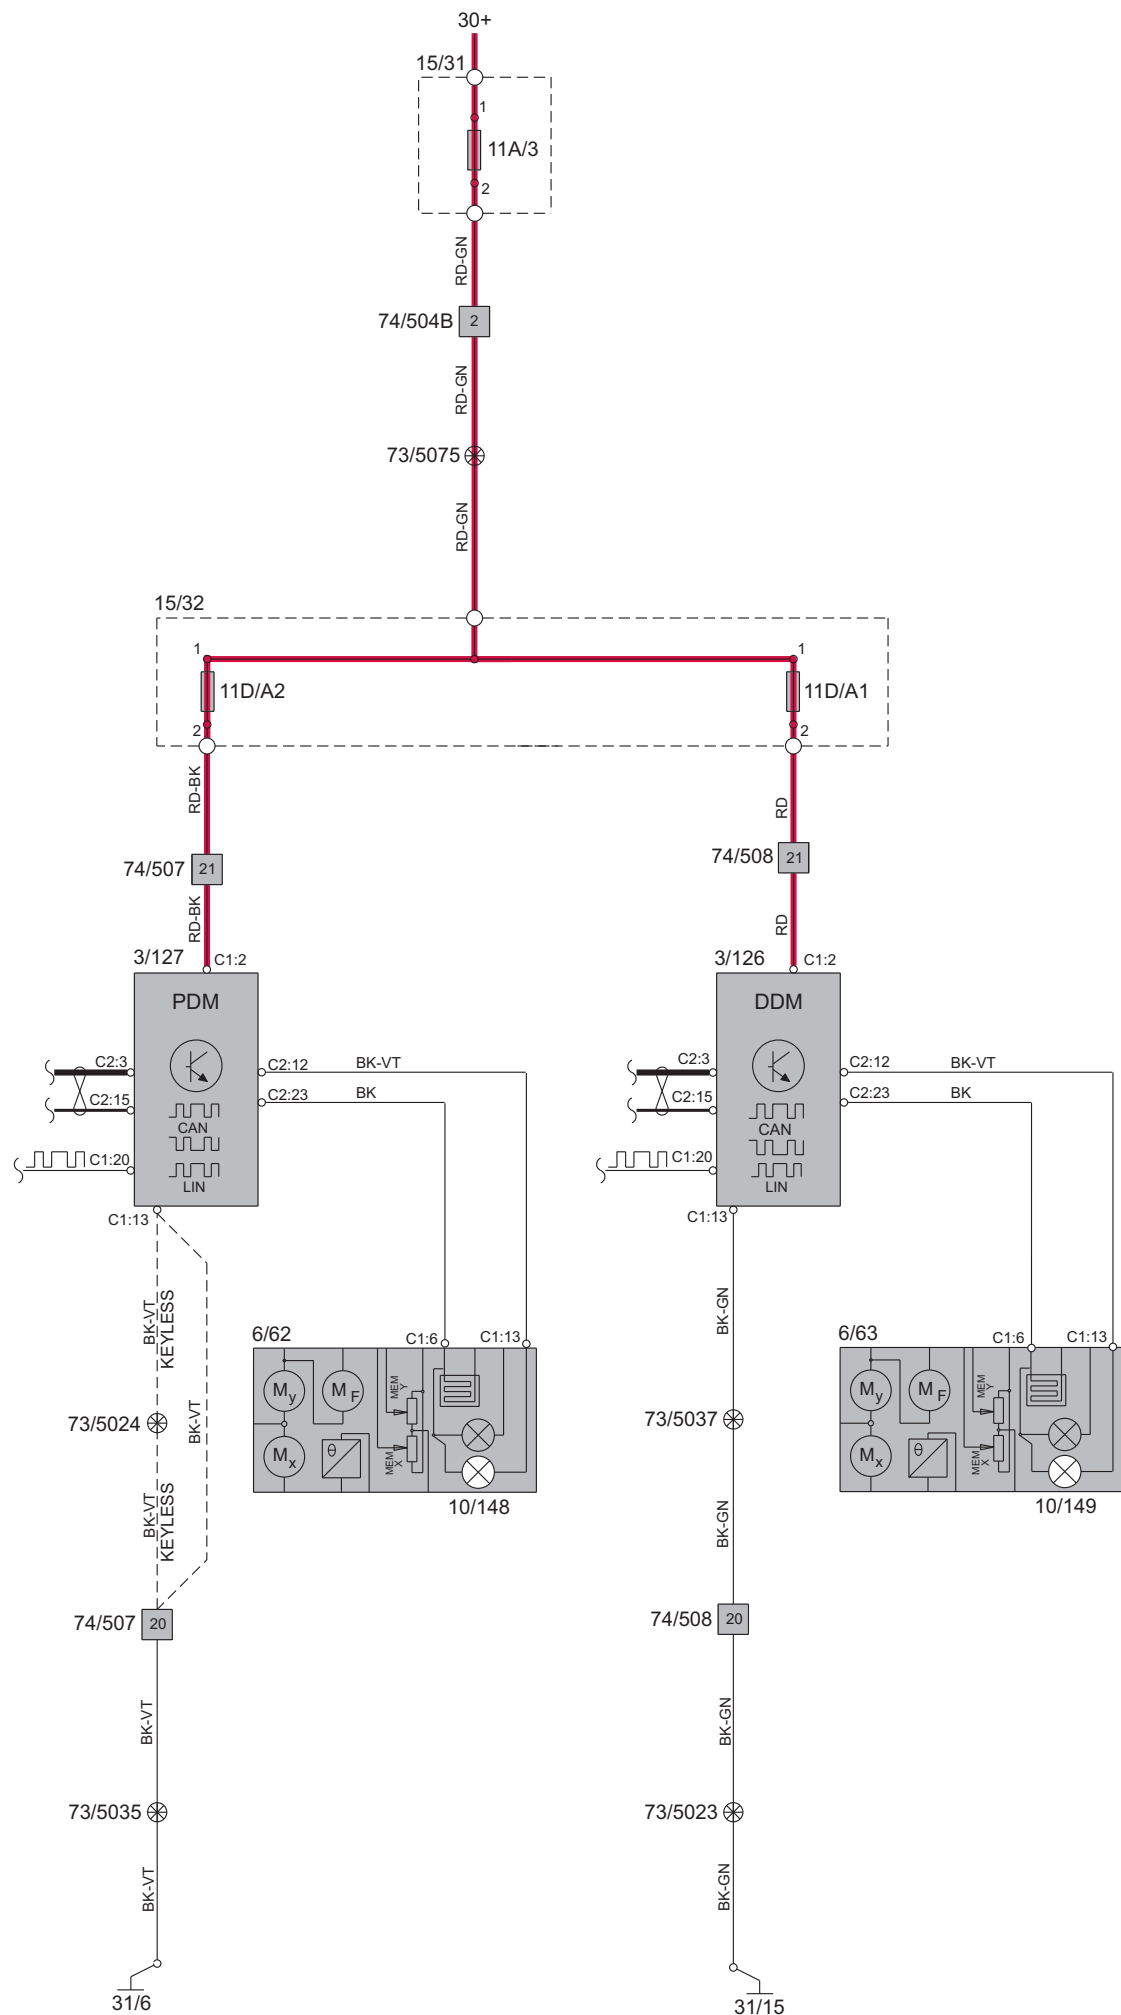 30+
15/31
1
11A/3
2
RD-GN
74/504B
2
RD-GN
73/5075
RD-GN
15/32
1
1
11D/A2
11D/A1
2
2
RD-BK
RD
74/507
21
74/508
21
RD-BK
RD
3/127
C1:2
3/126
C1:2
PDM
DDM
C2:3
C2:12
BK-VT
C2:3
C2:12
BK-VT
C2:15
C2:23
BK
C2:15
C2:23
BK
CAN
CAN
C1:20
C1:20
LIN
LIN
C1:13
C1:13
BK-VT
KEYLESS
BK-GN
6/62
C1:6
C1:13
6/63
C1:6
C1:13
My
MF
MEM
Y
My
MF
MEM
Y
73/5024
BK-VT
73/5037
Mx
θ
MEM
X
Mx
θ
MEM
X
10/148
10/149
BK-VT
KEYLESS
BK-GN
74/507
20
74/508
20
BK-VT
BK-GN
73/5035
73/5023
BK-VT
BK-GN
31/6
31/15